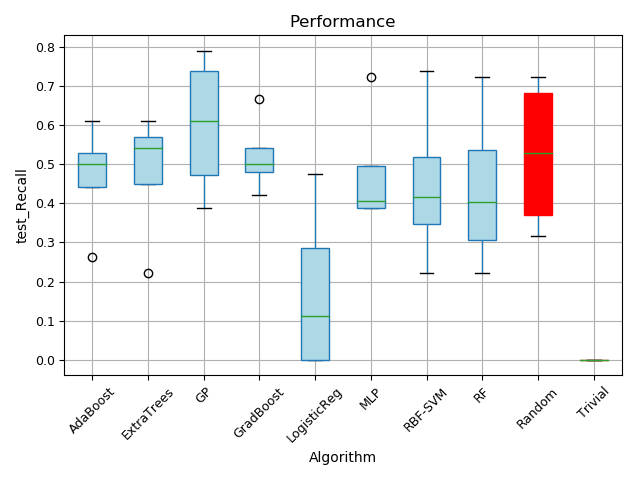 Performance
test_Recall
0.8
0.7
0.6
0.5
0.4
0.3
0.2
0.1
0.0
AdaBoost
ExtraTrees
GP
GradBoost
LogisticReg
MLP
RBF-SVM
RF
Random
Trivial
Algorithm